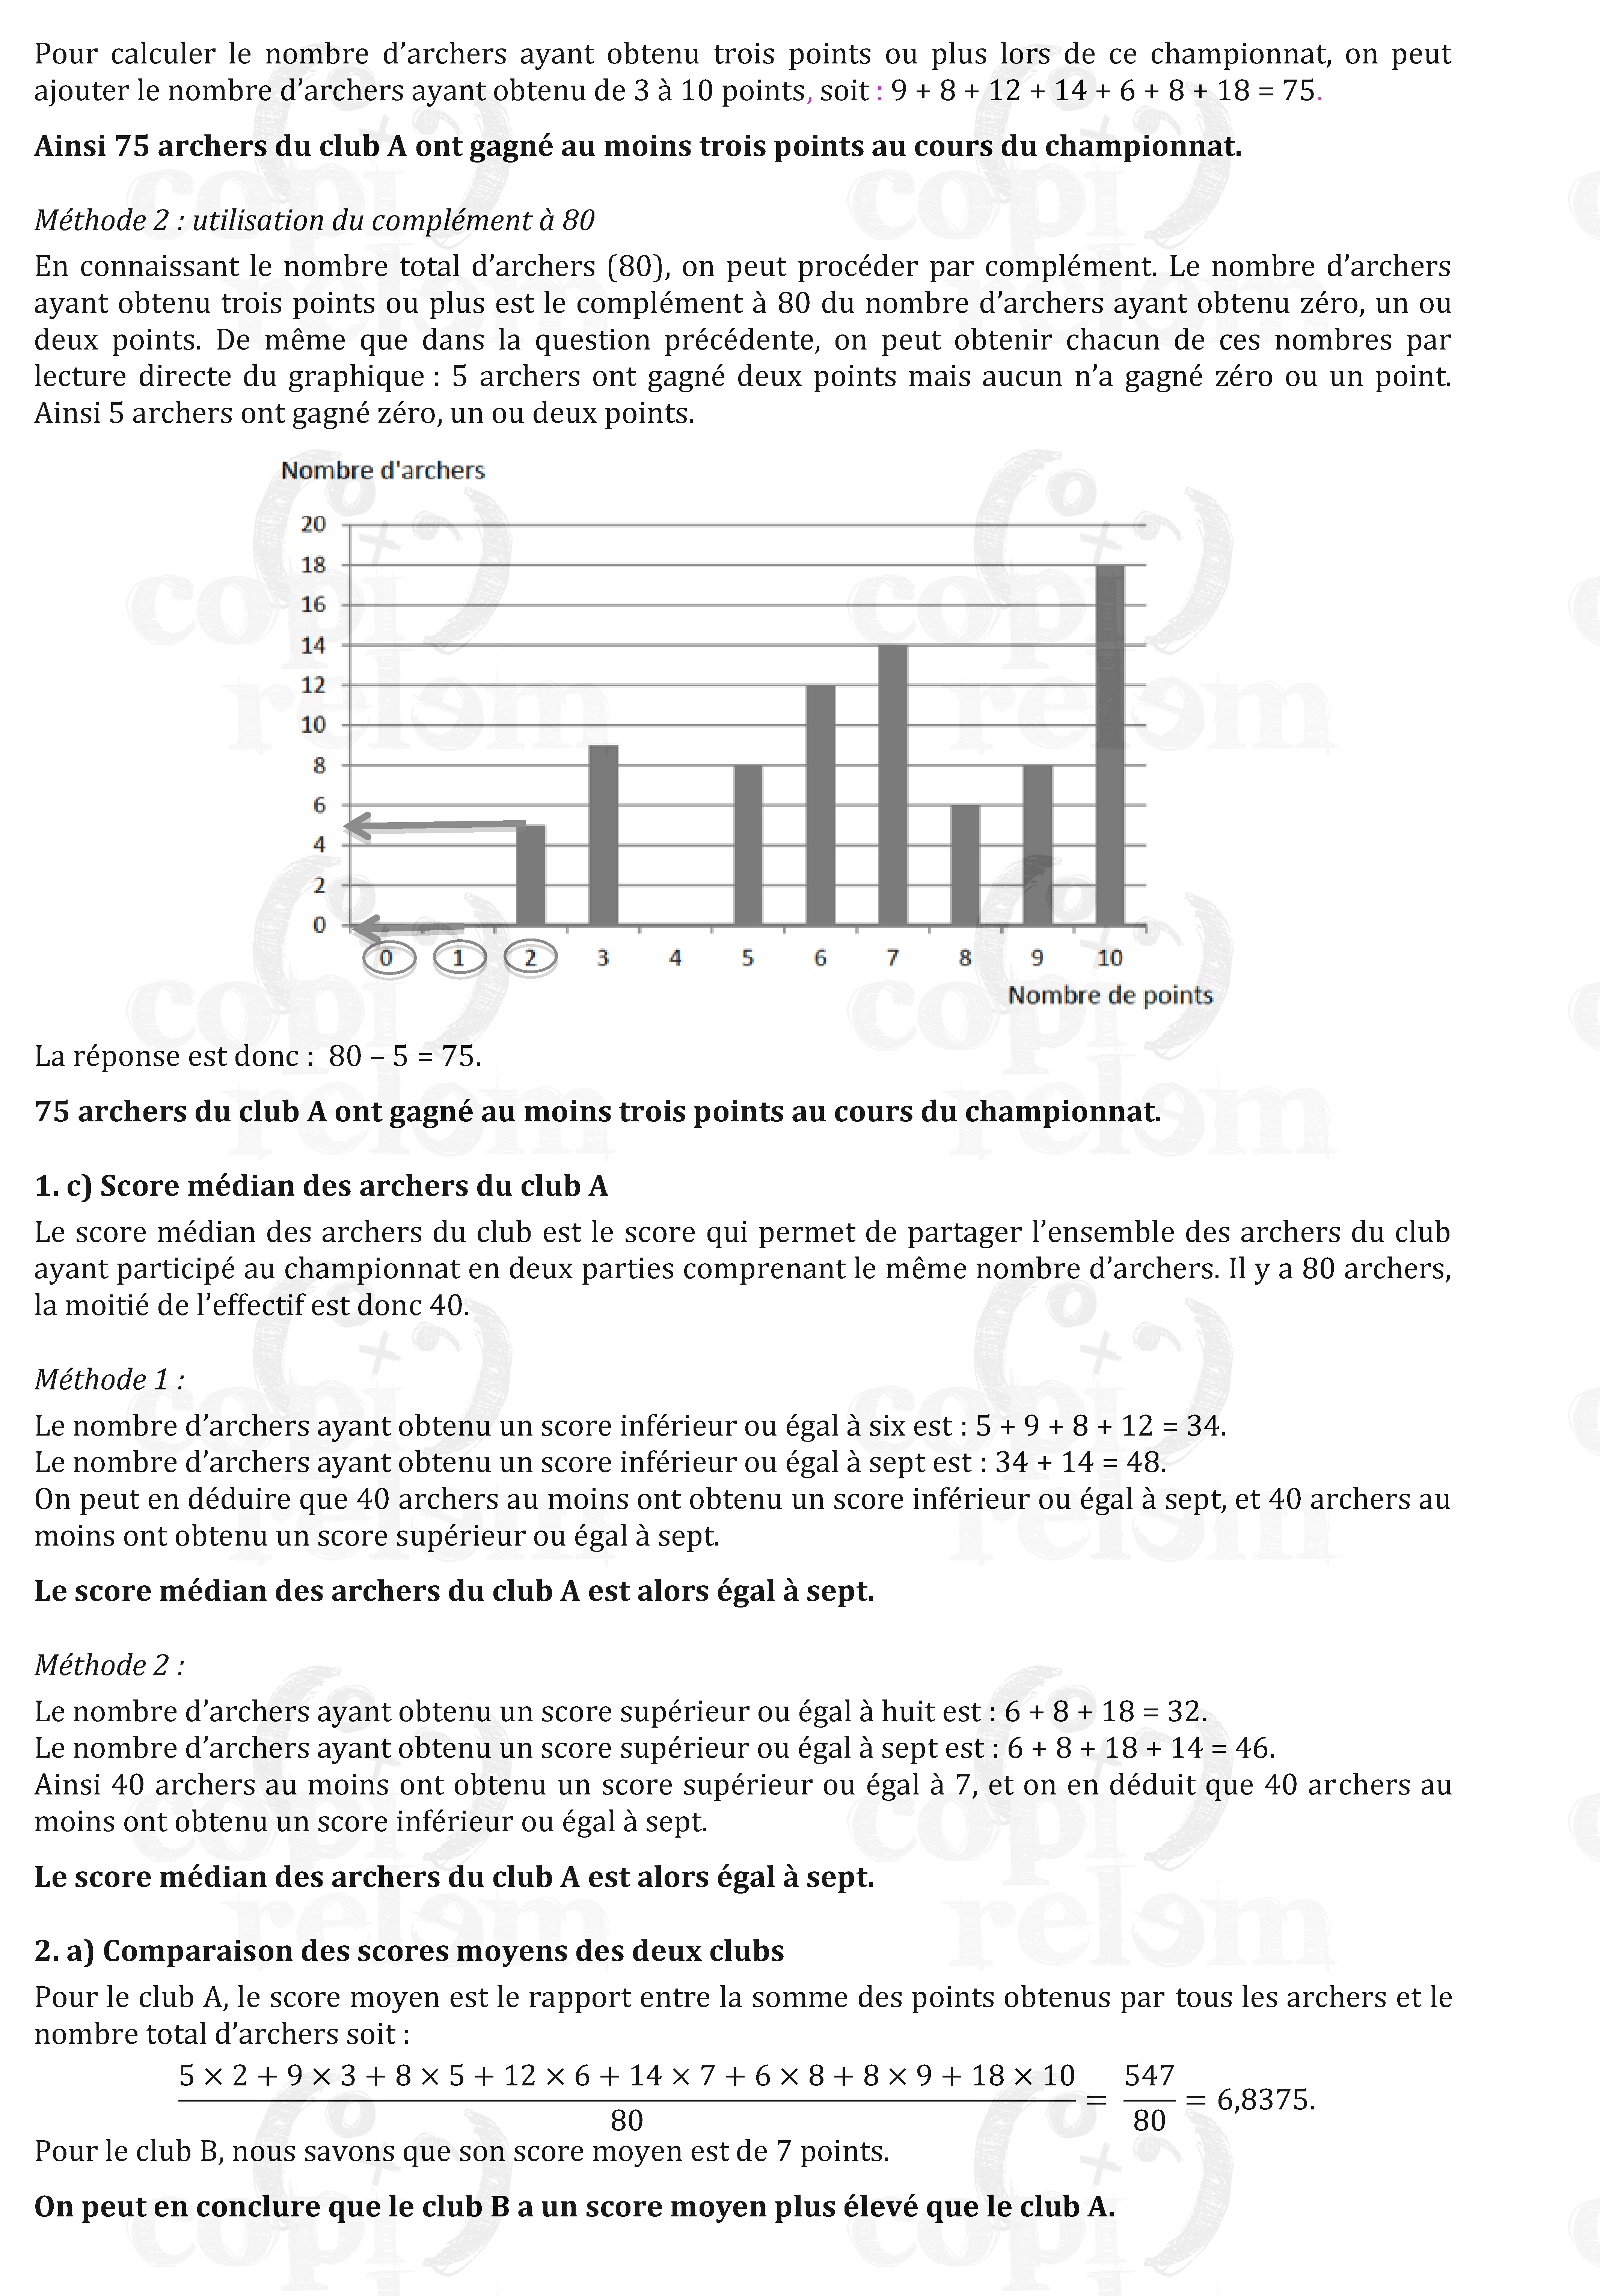 Pour calculer le nombre d’archers ayant obtenu trois points ou plus lors de ce championnat, on peut
ajouter le nombre d’archers ayant obtenu de 3 à 10 points, soit : 9 + 8 + 12 + 14 + 6 + 8 + 18 = 75.
Ainsi 75 archers du club A ont gagné au moins trois points au cours du championnat.
Méthode 2 : utilisation du complément à 80
En connaissant le nombre total d’archers (80), on peut procéder par complément. Le nombre d’archers
ayant obtenu trois points ou plus est le complément à 80 du nombre d’archers ayant obtenu zéro, un ou
deux points. De même que dans la question précédente, on peut obtenir chacun de ces nombres par
lecture directe du graphique : 5 archers ont gagné deux points mais aucun n’a gagné zéro ou un point.
Ainsi 5 archers ont gagné zéro, un ou deux points.
Nombre d'archers
20
18
16
14
12
10
8
6
4
2
0
0 1 2 3 4 5 6 7 8 9 10
Nombre de points
La réponse est donc : 80 – 5 = 75.
75 archers du club A ont gagné au moins trois points au cours du championnat.
1. c) Score médian des archers du club A
Le score médian des archers du club est le score qui permet de partager l’ensemble des archers du club
ayant participé au championnat en deux parties comprenant le même nombre d’archers. Il y a 80 archers,
la moitié de l’effectif est donc 40.
Méthode 1 :
Le nombre d’archers ayant obtenu un score inférieur ou égal à six est : 5 + 9 + 8 + 12 = 34.
Le nombre d’archers ayant obtenu un score inférieur ou égal à sept est : 34 + 14 = 48.
On peut en déduire que 40 archers au moins ont obtenu un score inférieur ou égal à sept, et 40 archers au
moins ont obtenu un score supérieur ou égal à sept.
Le score médian des archers du club A est alors égal à sept.
Méthode 2 :
Le nombre d’archers ayant obtenu un score supérieur ou égal à huit est : 6 + 8 + 18 = 32.
Le nombre d’archers ayant obtenu un score supérieur ou égal à sept est : 6 + 8 + 18 + 14 = 46.
Ainsi 40 archers au moins ont obtenu un score supérieur ou égal à 7, et on en déduit que 40 archers au
moins ont obtenu un score inférieur ou égal à sept.
Le score médian des archers du club A est alors égal à sept.
2. a) Comparaison des scores moyens des deux clubs
Pour le club A, le score moyen est le rapport entre la somme des points obtenus par tous les archers et le
nombre total d’archers soit :
5 × 2 + 9 × 3 + 8 × 5 + 12 × 6 + 14 × 7 + 6 × 8 + 8 × 9 + 18 × 10 / 80 = 547 / 80 = 6,8375.
Pour le club B, nous savons que son score moyen est de 7 points.
On peut en conclure que le club B a un score moyen plus élevé que le club A.
copi
relem